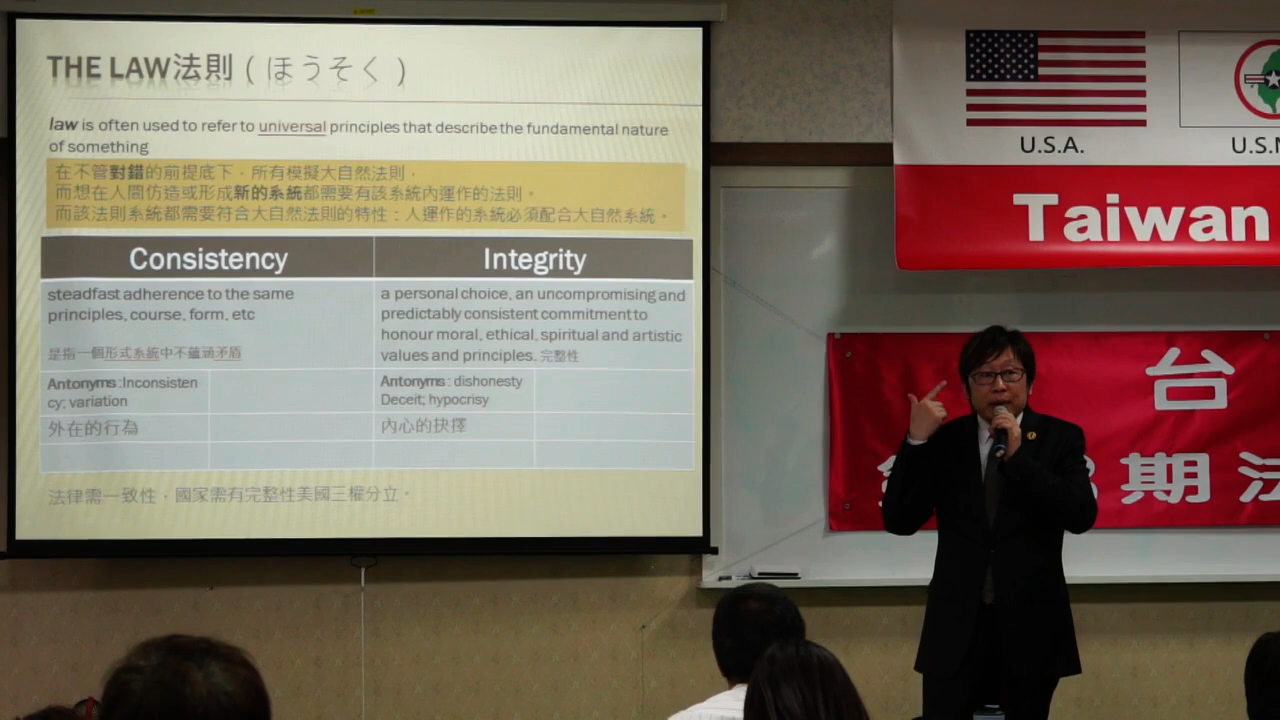 THE LAW法則（ほうそく）
law is often used to refer to universal principles that describe the fundamental nature
of something
在不管對錯的前提底下，所有模擬大自然法則，
而想在人間仿造或形成新的系統都需要有該系統內運作的法則。
而該法則系統都需要符合大自然法則的特性：人運作的系統必須配合大自然系統。
Consistency
Integrity
steadfast adherence to the same
principles, course, form, etc
是指一個形式系統中不蘊涵矛盾
a personal choice, an uncompromising and
predictably consistent commitment to
honour moral, ethical, spiritual and artistic
values and principles. 完整性
Antonyms :Inconsisten
cy; variation
Antonyms : dishonesty
Deceit; hypocrisy
外在的行為
內心的抉擇
法律需一致性，國家需有完整性美國三權分立。
U.S.A.
Taiwan
台
期